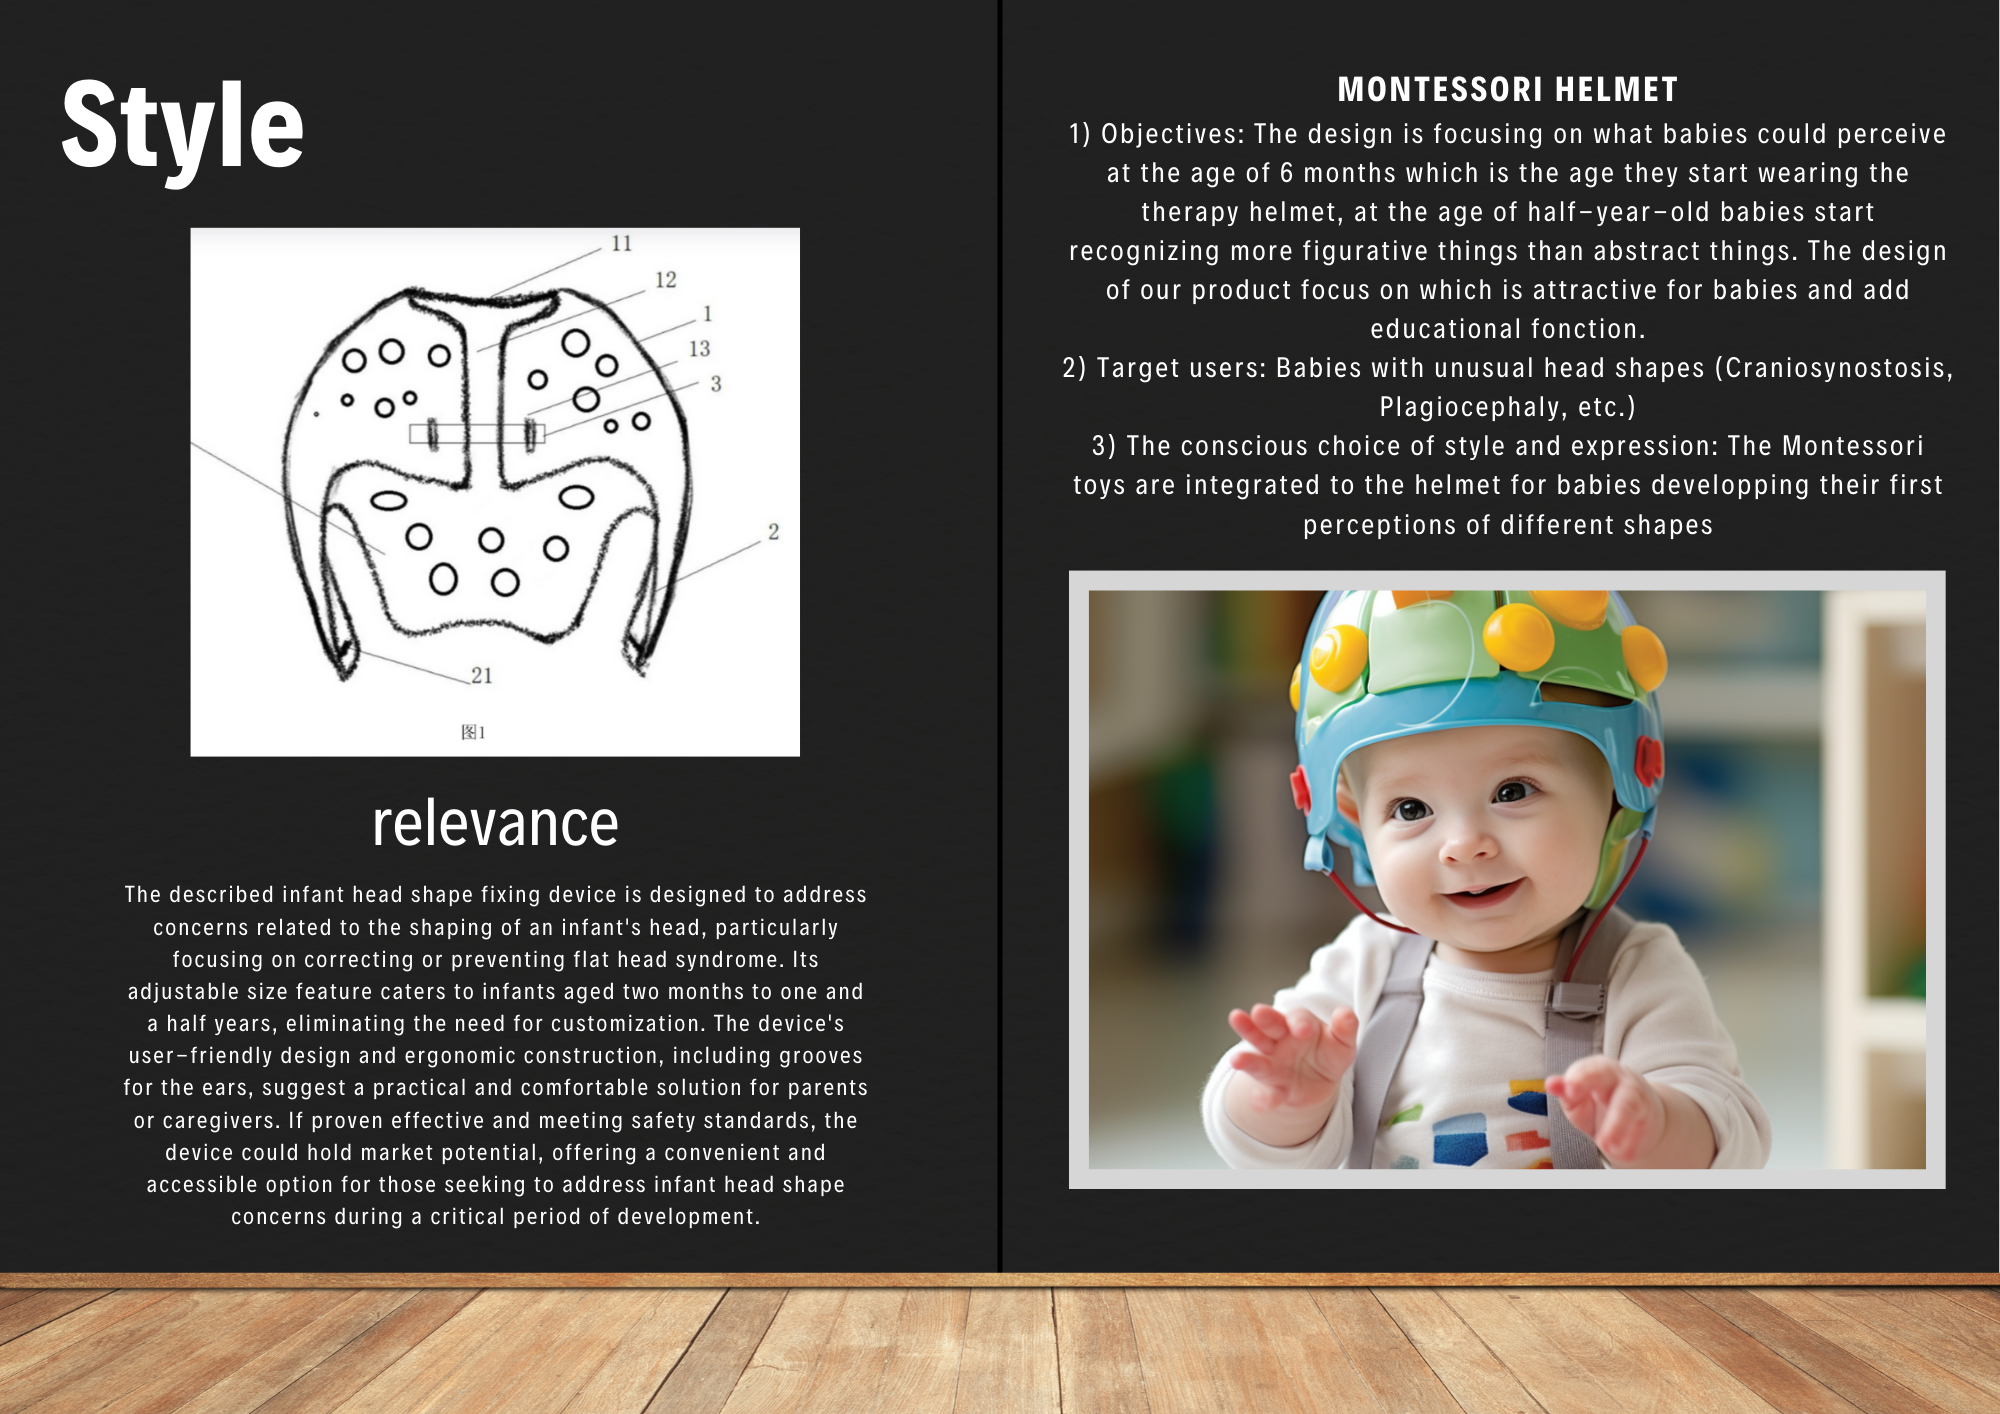 Style
11
12
1
13
3
2
21
图1
relevance
The described infant head shape fixing device is designed to address
concerns related to the shaping of an infant's head, particularly
focusing on correcting or preventing flat head syndrome. Its
adjustable size feature caters to infants aged two months to one and
a half years, eliminating the need for customization. The device's
user-friendly design and ergonomic construction, including grooves
for the ears, suggest a practical and comfortable solution for parents
or caregivers. If proven effective and meeting safety standards, the
device could hold market potential, offering a convenient and
accessible option for those seeking to address infant head shape
concerns during a critical period of development.
MONTESSORI HELMET
1) Objectives: The design is focusing on what babies could perceive
at the age of 6 months which is the age they start wearing the
therapy helmet, at the age of half-year-old babies start
recognizing more figurative things than abstract things. The design
of our product focus on which is attractive for babies and add
educational fonction.
2) Target users: Babies with unusual head shapes (Craniosynostosis,
Plagiocephaly, etc.)
3) The conscious choice of style and expression: The Montessori
toys are integrated to the helmet for babies developping their first
perceptions of different shapes